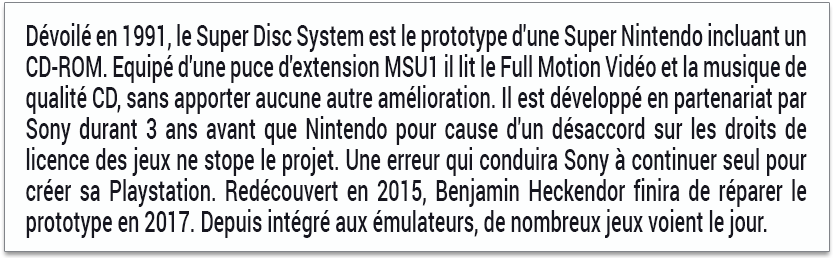 Dévoilé en 1991, le Super Disc System est le prototype d'une Super Nintendo incluant un
CD-ROM. Equipé d'une puce d'extension MSU1 il lit le Full Motion Vidéo et la musique de
qualité CD, sans apporter aucune autre amélioration. Il est développé en partenariat par
Sony durant 3 ans avant que Nintendo pour cause d'un désaccord sur les droits de
licence des jeux ne stope le projet. Une erreur qui conduira Sony à continuer seul pour
créer sa Playstation. Redécouvert en 2015, Benjamin Heckendor finira de réparer le
prototype en 2017. Depuis intégré aux émulateurs, de nombreux jeux voient le jour.